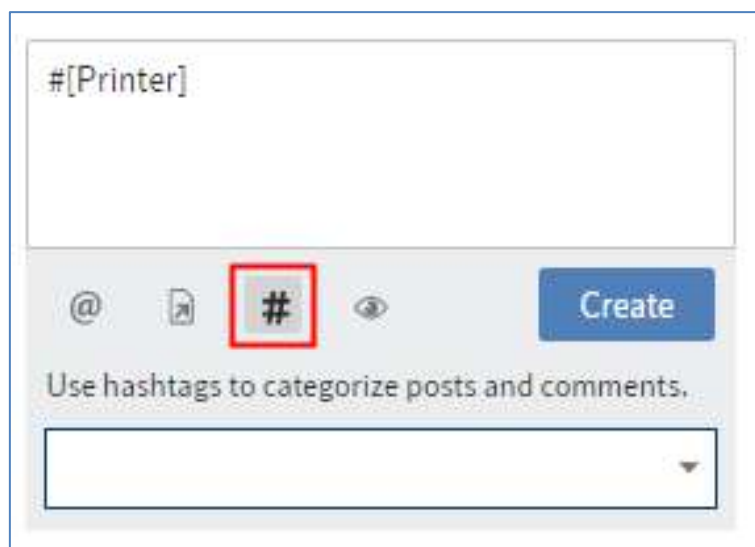 #[Printer]
@ # Create
Use hashtags to categorize posts and comments.